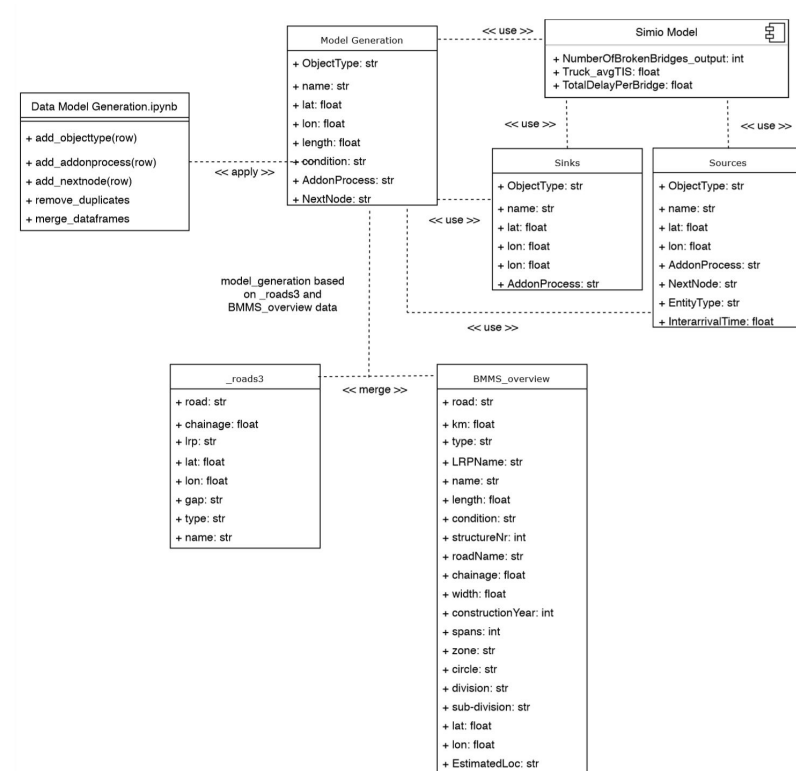 << use >>
Simio Model
+ NumberOfBrokenBridges_output: int
+ Truck_avgTIS: float
+ TotalDelayPerBridge: float
Model Generation
+ ObjectType: str
+ name: str
+ lat: float
+ lon: float
+ length: float
+ condition: str
+ AddonProcess: str
+ NextNode: str
Data Model Generation.ipynb
+ add_objecttype(row)
+ add_addonprocess(row)
+ add_nextnode(row)
+ remove_duplicates
+ merge_dataframes
<< apply >>
<< use >>
<< use >>
Sinks
+ ObjectType: str
+ name: str
+ lat: float
+ lon: float
+ lon: float
+ AddonProcess: str
Sources
+ ObjectType: str
+ name: str
+ lat: float
+ lon: float
+ AddonProcess: str
+ NextNode: str
+ EntityType: str
+ InterarrivalTime: float
<< use >>
<< use >>
model_generation based
on _roads3 and
BMMS_overview data
<< merge >>
_roads3
+ road: str
+ chainage: float
+ lrp: str
+ lat: float
+ lon: float
+ gap: str
+ type: str
+ name: str
BMMS_overview
+ road: str
+ km: float
+ type: str
+ LRPName: str
+ name: str
+ length: float
+ condition: str
+ structureNr: int
+ roadName: str
+ chainage: float
+ width: float
+ constructionYear: int
+ spans: int
+ zone: str
+ circle: str
+ division: str
+ sub-division: str
+ lat: float
+ lon: float
+ EstimatedLoc: str